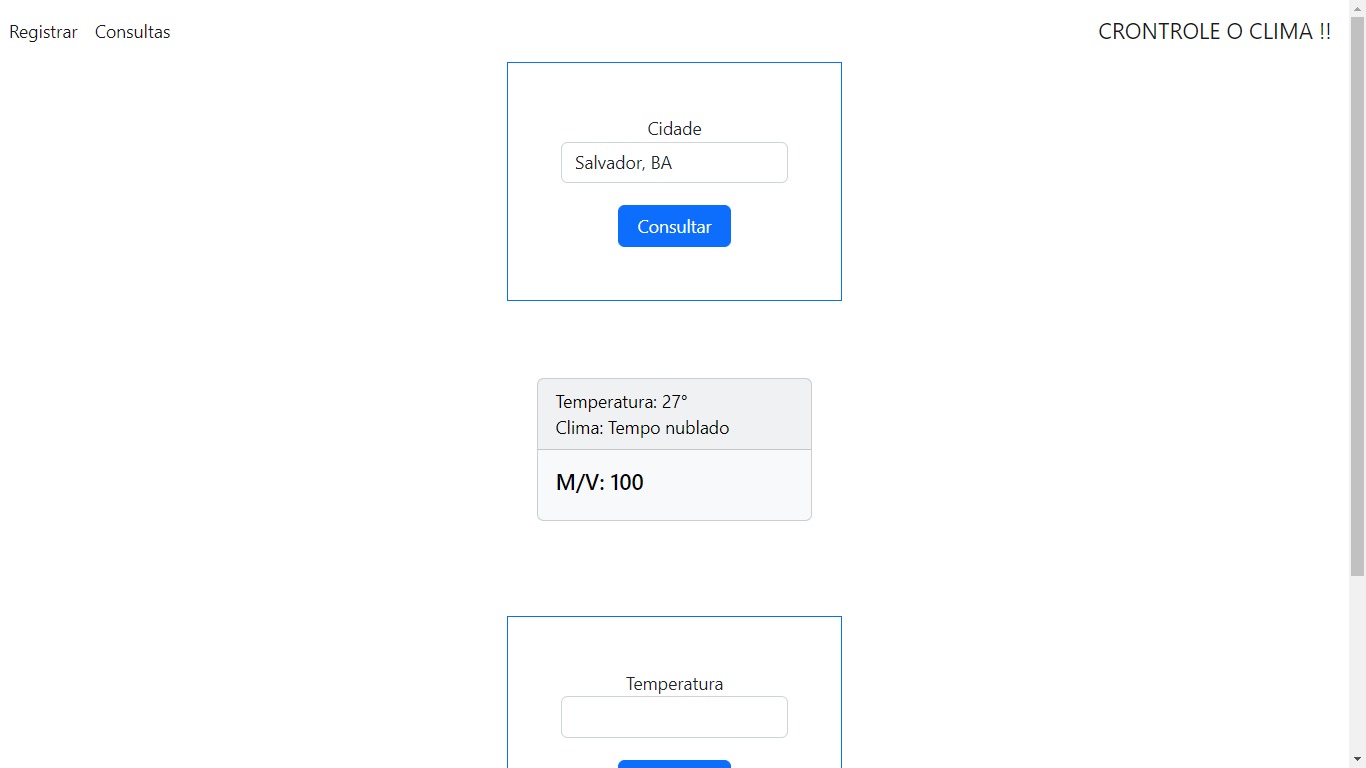 Registrar Consultas CRONTROLE O CLIMA !!
Cidade
Salvador, BA
Consultar
Temperatura: 27°
Clima: Tempo nublado
M/V: 100
Temperatura